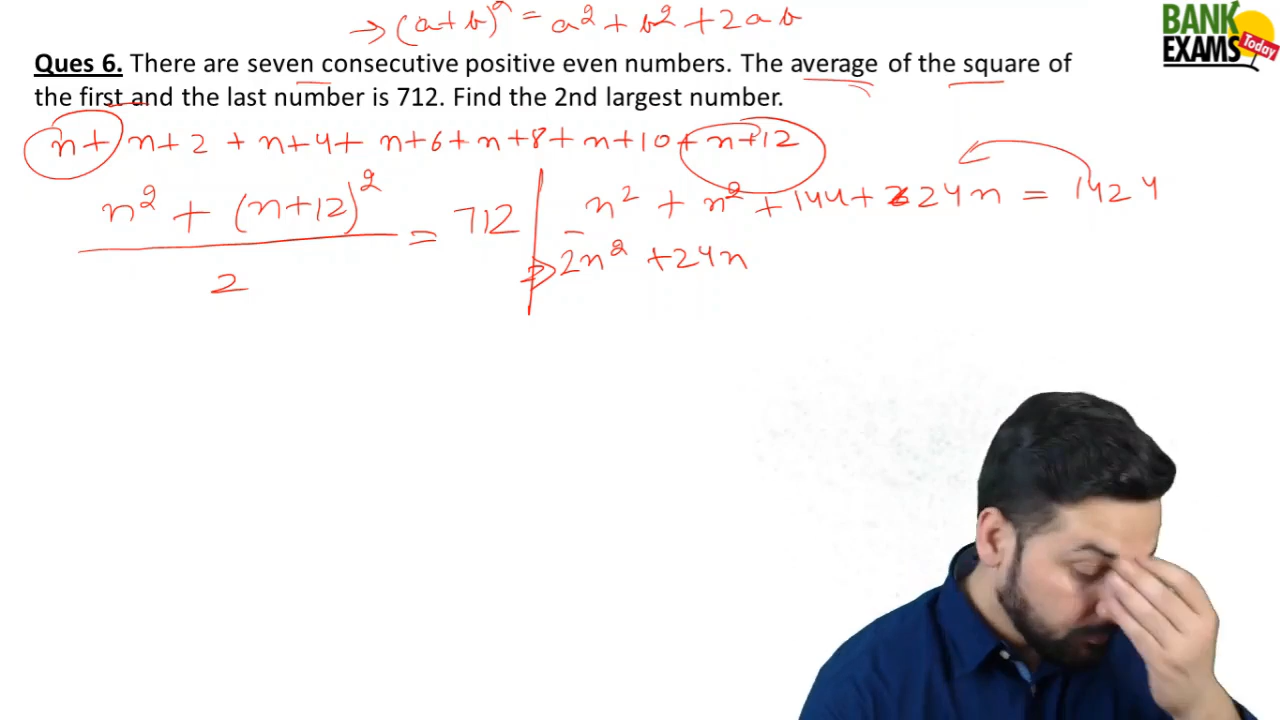 → (a+b)² = a² + b² + 2ab
BANK
EXAMS
Today
Ques 6. There are seven consecutive positive even numbers. The average of the square of
the first and the last number is 712. Find the 2nd largest number.
n + n+2 + n+4 + n+6 + n+8 + n+10 + n+12
n² + (n+12)² / 2 = 712
n² + n² + 144 + 24n = 1424
⇒ 2n² + 24n